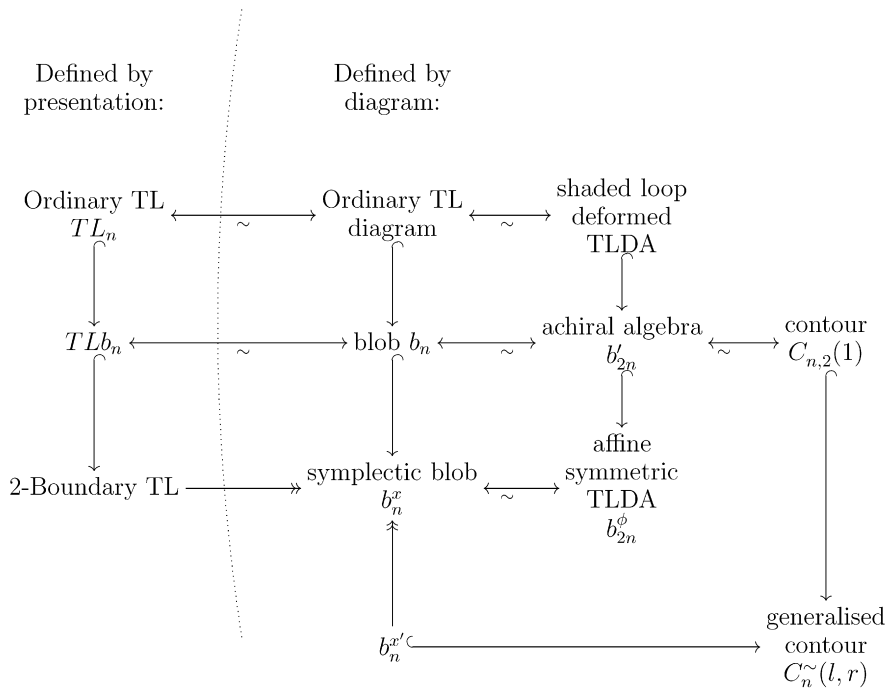 Defined by
presentation:
Defined by
diagram:
Ordinary TL
TL_n
Ordinary TL
diagram
shaded loop
deformed
TLDA
∼
∼
TLb_n
blob b_n
achiral algebra
b'_{2n}
contour
C_{n,2}(1)
∼
∼
∼
2-Boundary TL
symplectic blob
b_n^x
affine
symmetric
TLDA
b_{2n}^ϕ
∼
b_n^{x'}
generalised
contour
C_n^∼(l, r)